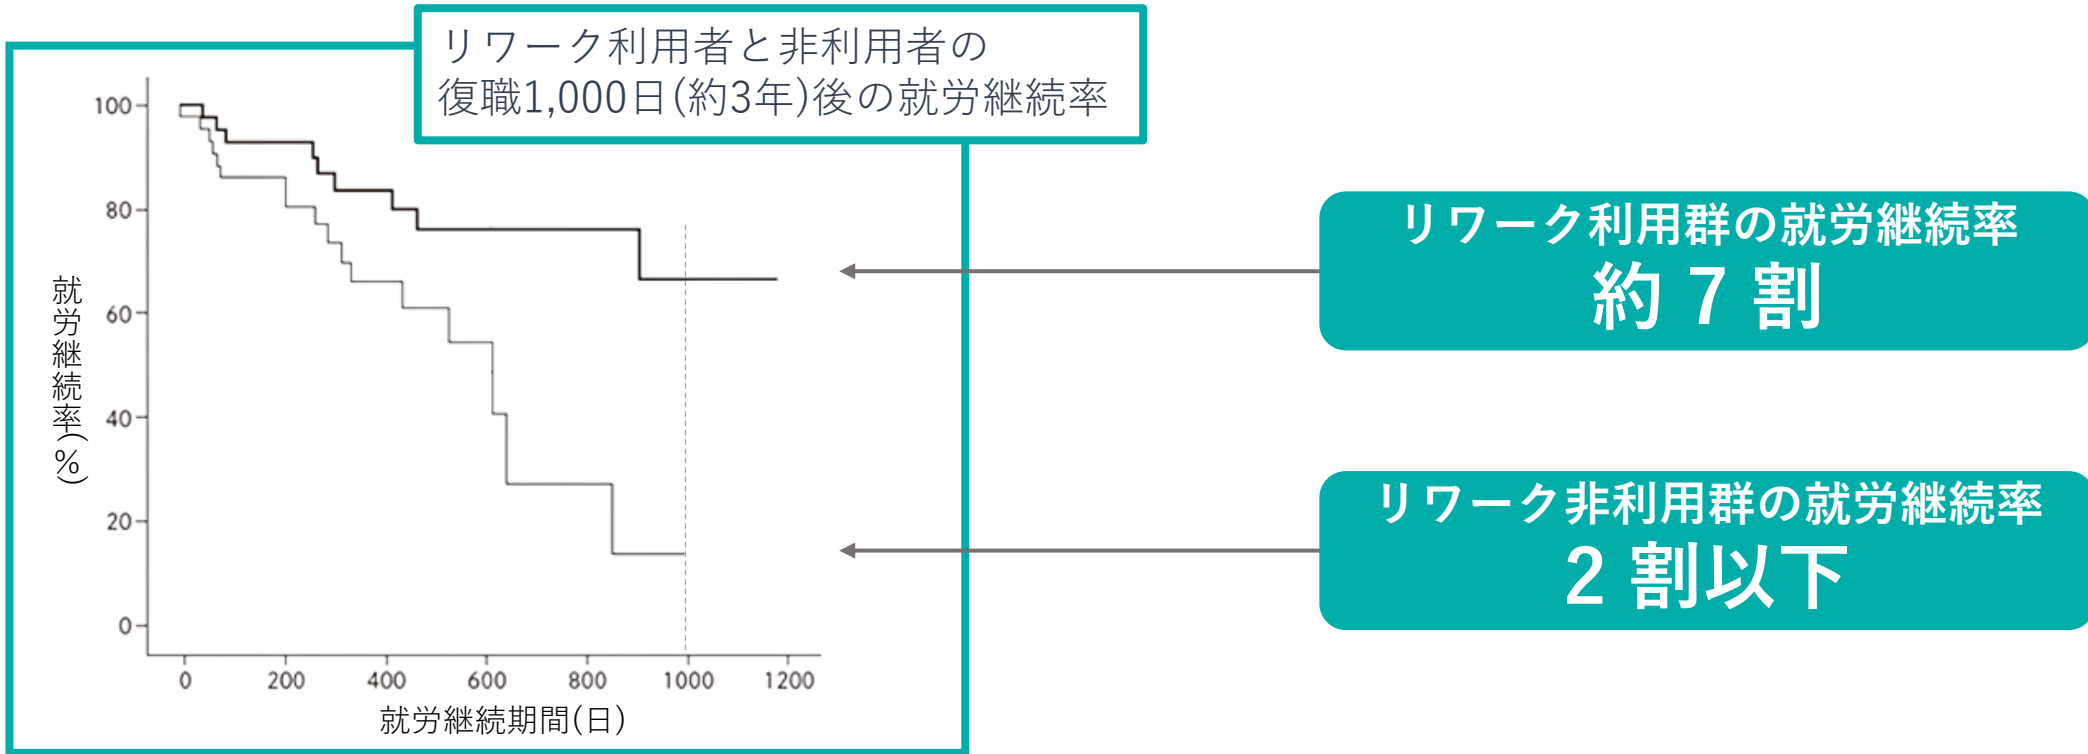 リワーク利用者と非利用者の
復職1,000日(約3年)後の就労継続率
100
80
60
40
20
0
就労継続率(%)
0 200 400 600 800 1000 1200
就労継続期間(日)
リワーク利用群の就労継続率
約 7 割
リワーク非利用群の就労継続率
2 割以下